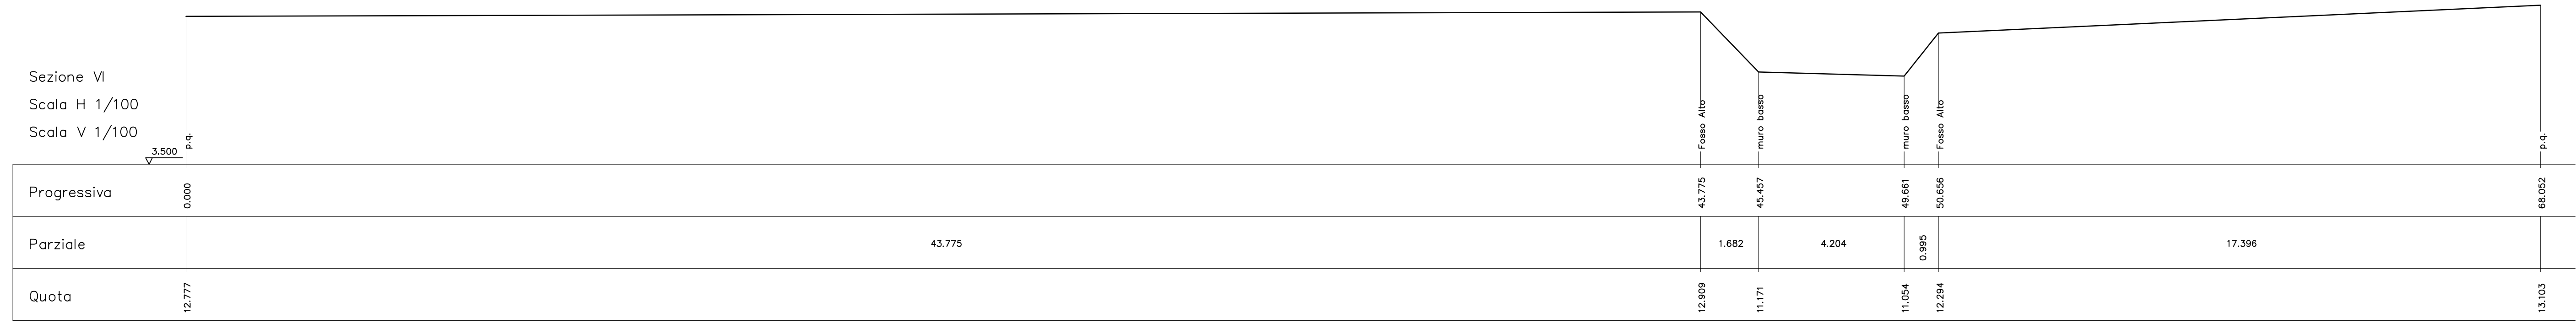 Sezione VI
Scala H 1/100
Scala V 1/100
3.500
p.q.
Fosso Alto
muro basso
muro basso
Fosso Alto
p.q.
Progressiva
0.000
43.775
45.457
49.661
50.656
68.052
Parziale
43.775
1.682
4.204
0.995
17.396
Quota
12.777
12.909
11.171
11.054
12.294
13.103